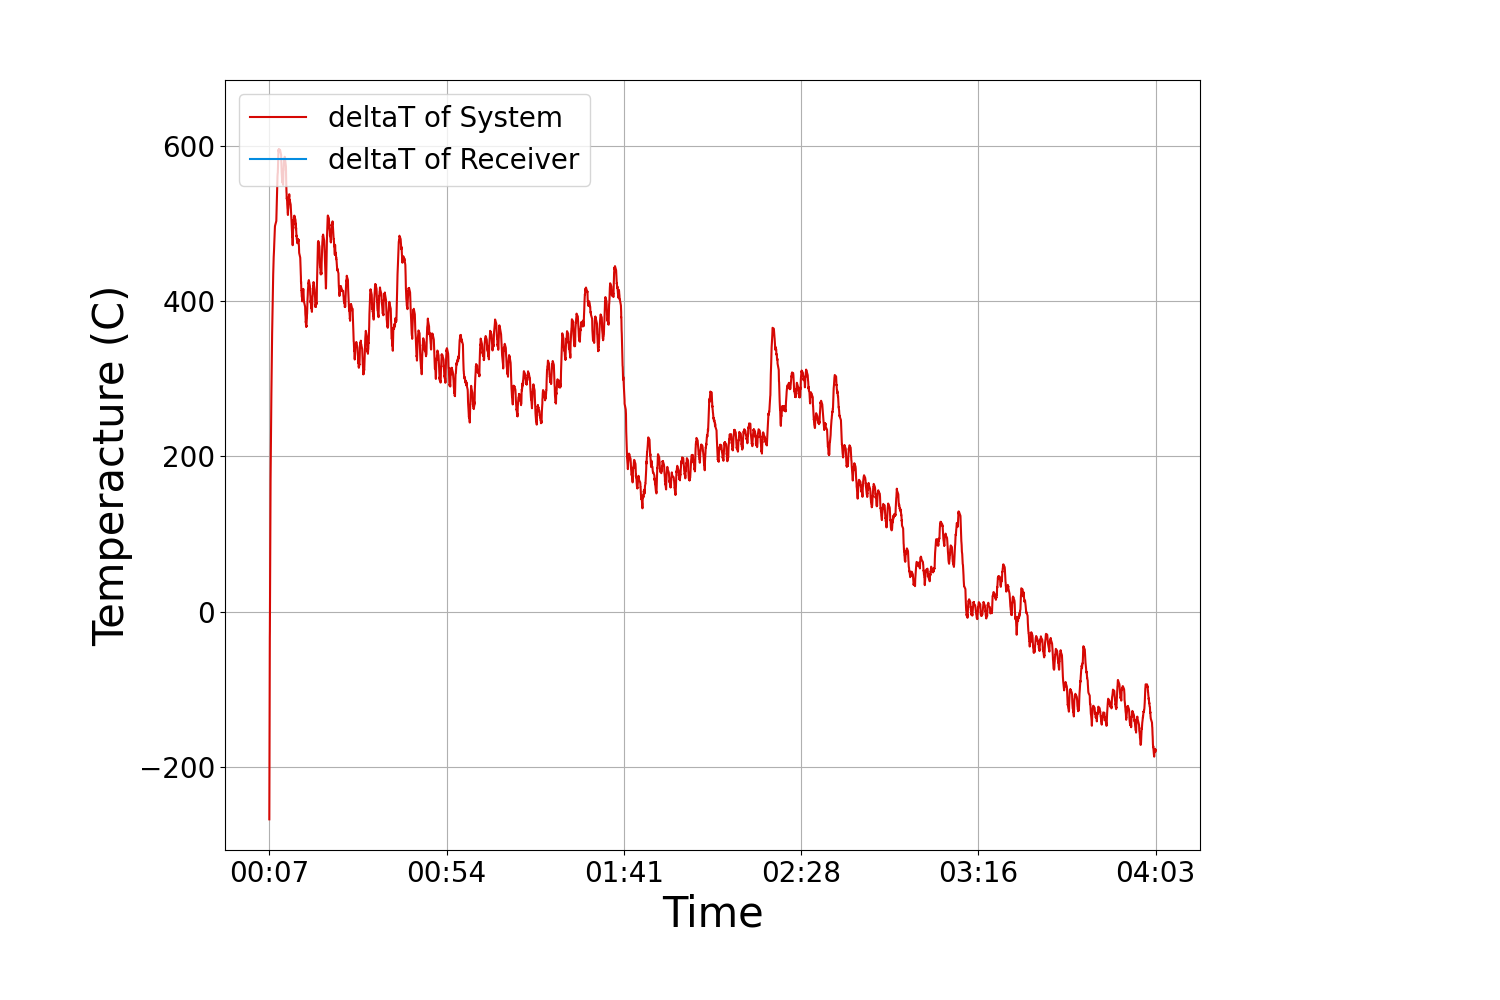 deltaT of System
deltaT of Receiver
600
400
200
0
−200
Temperacture (C)
00:07 00:54 01:41 02:28 03:16 04:03
Time